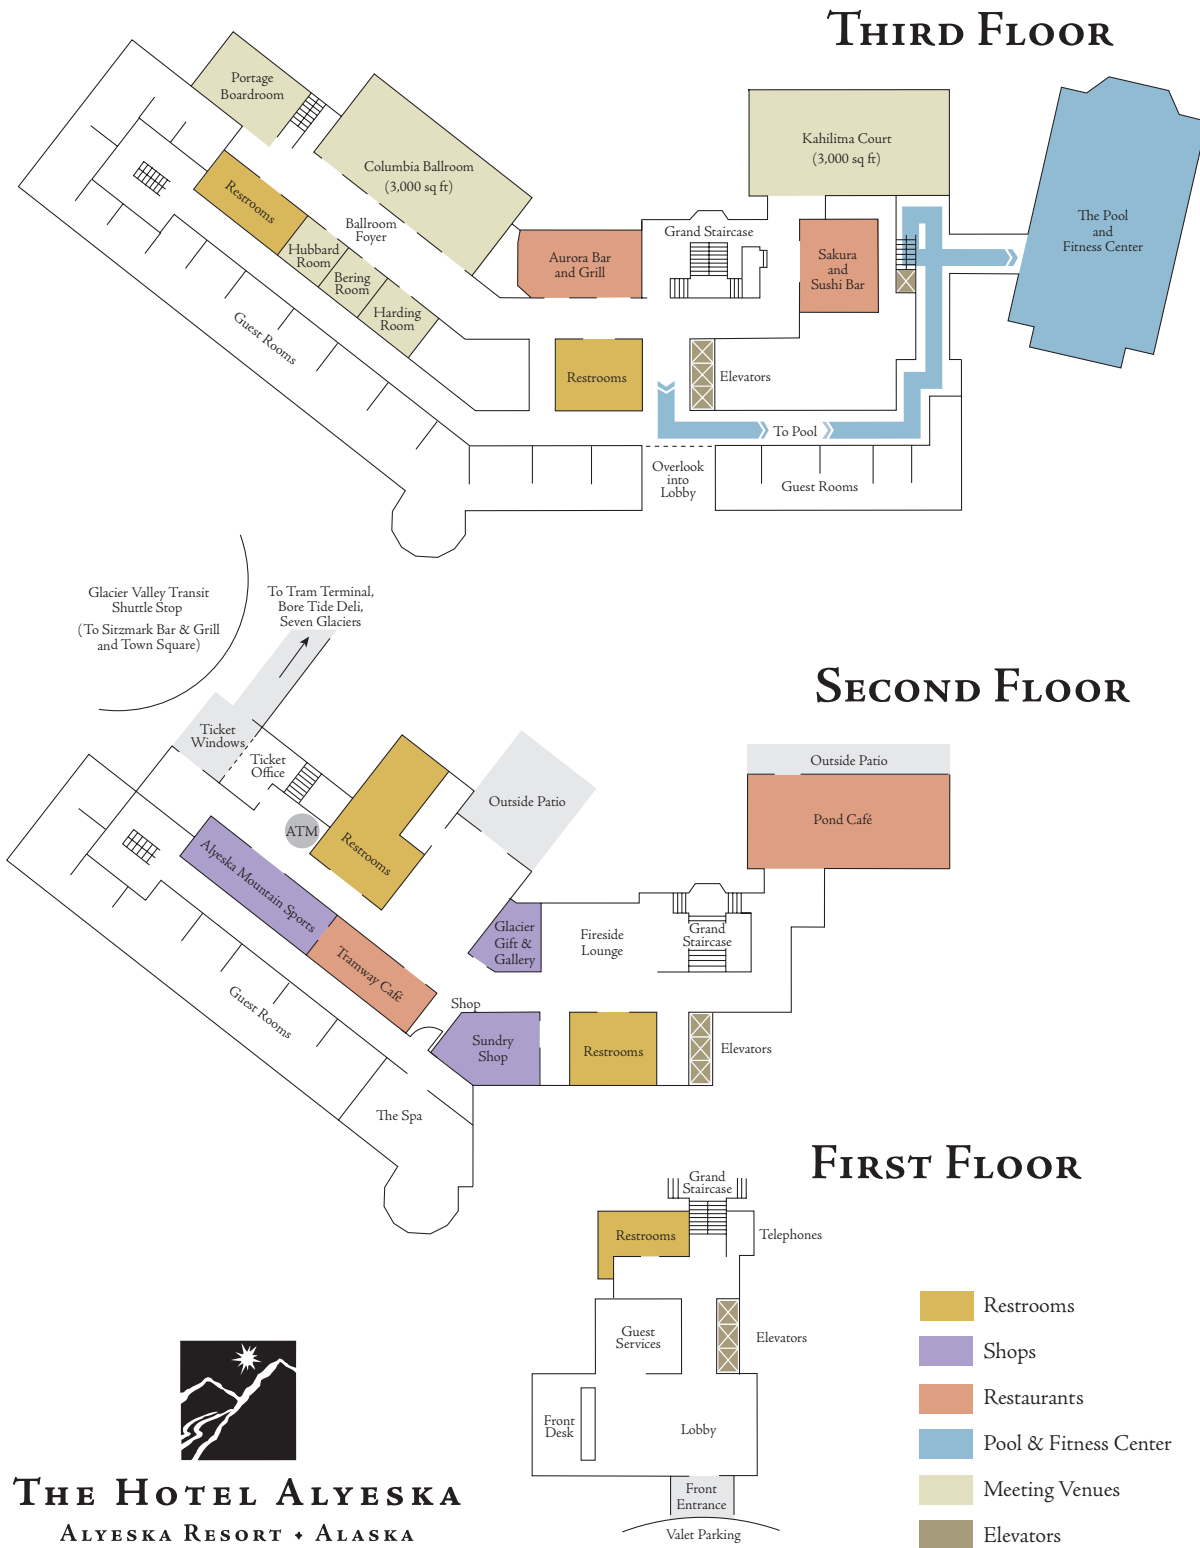 THIRD FLOOR
Portage
Boardroom
Columbia Ballroom
(3,000 sq ft)
Kahilitna Court
(3,000 sq ft)
The Pool
and
Fitness Center
Restrooms
Ballroom
Foyer
Hubbard
Room
Bering
Room
Harding
Room
Guest Rooms
Aurora Bar
and Grill
Grand Staircase
Sakura
and
Sushi Bar
Restrooms
Elevators
To Pool
Overlook
into
Lobby
Guest Rooms
Glacier Valley Transit
Shuttle Stop
(To Sitzmark Bar & Grill
and Town Square)
To Tram Terminal,
Bore Tide Deli,
Seven Glaciers
SECOND FLOOR
Ticket
Windows
Ticket
Office
ATM
Restrooms
Outside Patio
Outside Patio
Pond Café
Alyeska Mountain Sports
Tramway Café
Glacier
Gift &
Gallery
Fireside
Lounge
Grand
Staircase
Guest Rooms
Shop
Sundry
Shop
Restrooms
Elevators
The Spa
FIRST FLOOR
Grand
Staircase
Restrooms
Telephones
Guest
Services
Elevators
Front
Desk
Lobby
Front
Entrance
Valet Parking
Restrooms
Shops
Restaurants
Pool & Fitness Center
Meeting Venues
Elevators
THE HOTEL ALYESKA
ALYESKA RESORT • ALASKA